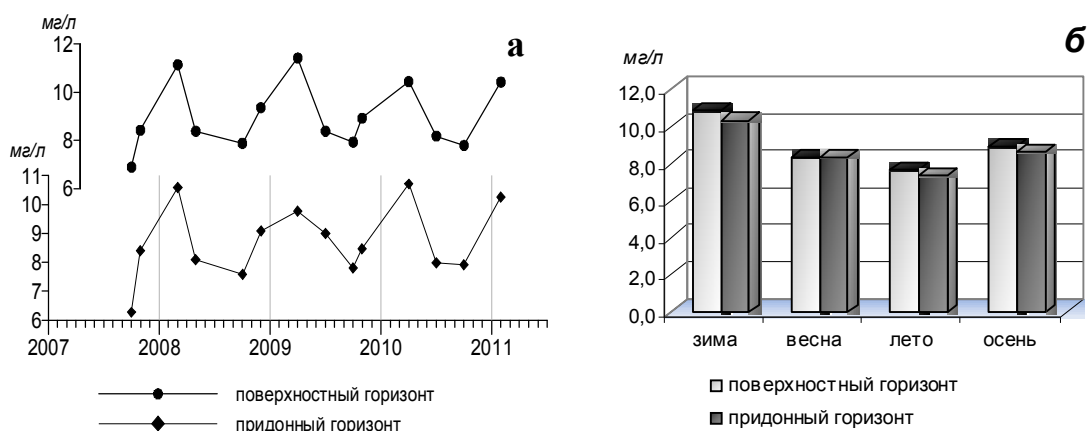 мг/л
а
12
10
8
6
мг/л
11
10
9
8
7
6
2007 2008 2009 2010 2011
поверхностный горизонт
придонный горизонт
б
мг/л
12,0
10,0
8,0
6,0
4,0
2,0
0,0
зима весна лето осень
поверхностный горизонт
придонный горизонт